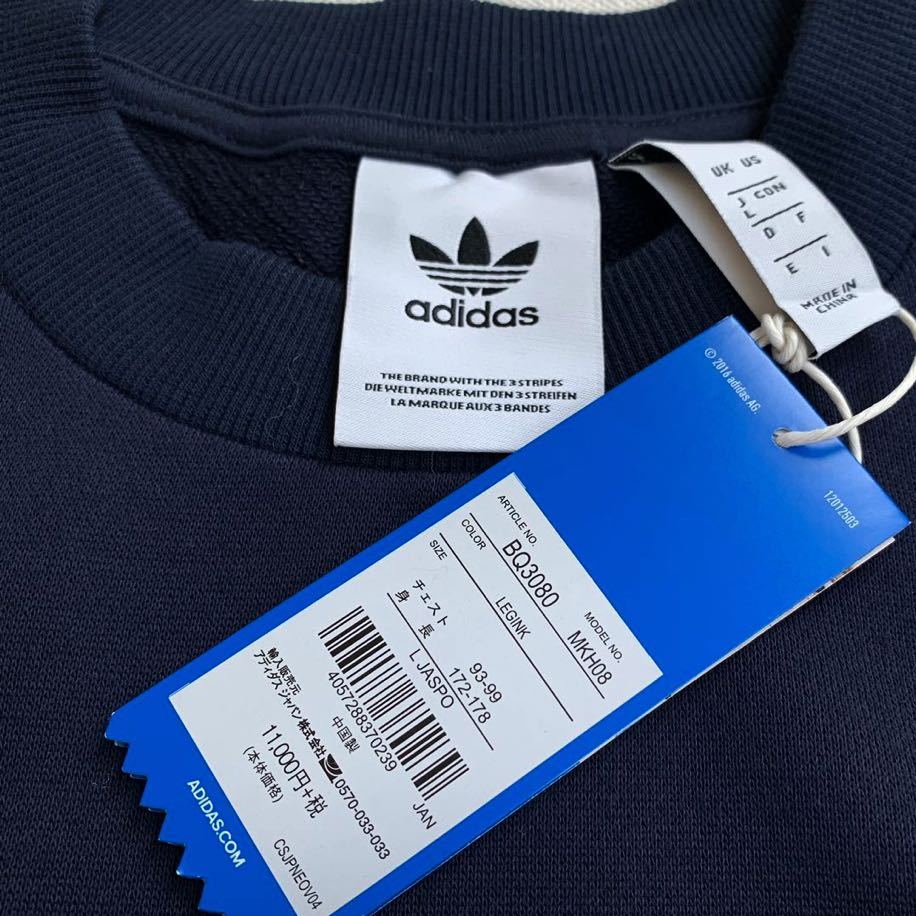 adidas
THE BRAND WITH THE 3 STRIPES
DIE WELTMARKE MIT DEN 3 STREIFEN
LA MARQUE AUX 3 BANDES
UK US
J CON
L
D F
E I
MADE IN
CHINA
© 2016 adidas AG.
12012503
ARTICLE NO. MODEL NO.
BQ3080 MKH08
COLOR LEGINK
SIZE
チェスト 93-99
身長 172-178
L JASPO
4057288370239 JAN
中国製
輸入販売元
アディダス ジャパン株式会社 0570-033-033
11,000円+税
(本体価格)
CSJPNEOV04
ADIDAS.COM